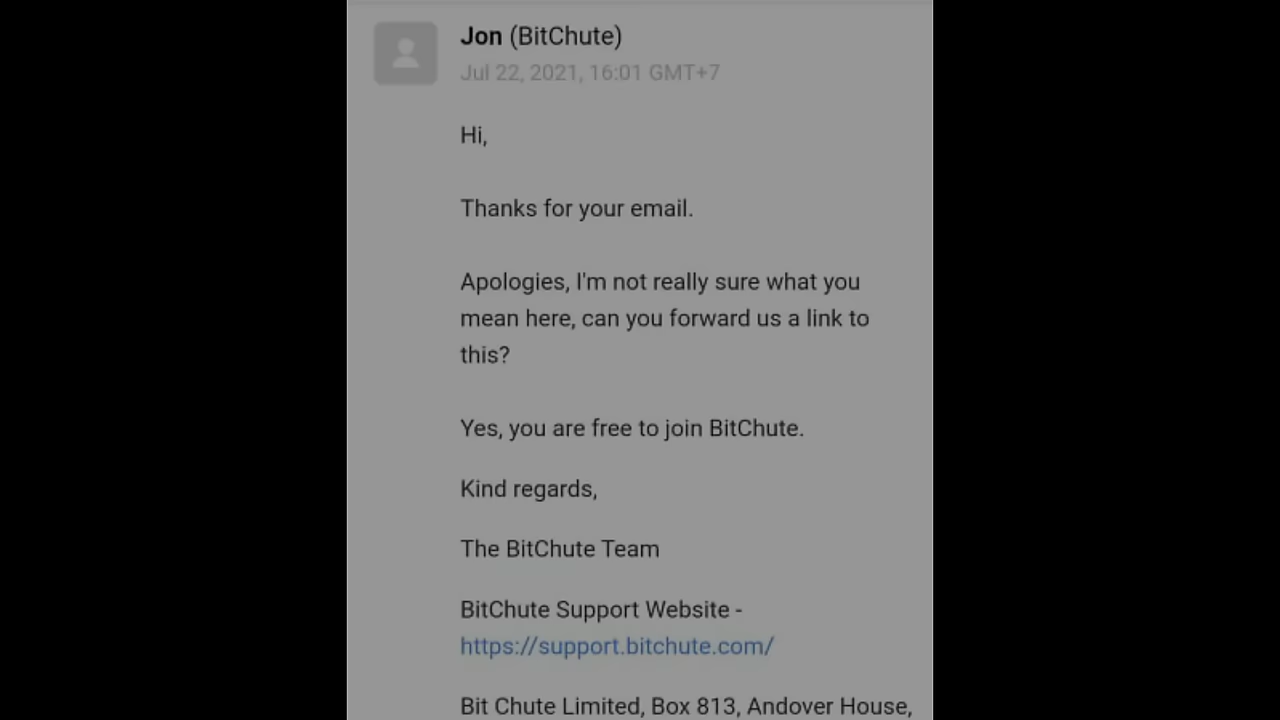 Jon (BitChute)
Jul 22, 2021, 16:01 GMT+7
Hi,
Thanks for your email.
Apologies, I'm not really sure what you
mean here, can you forward us a link to
this?
Yes, you are free to join BitChute.
Kind regards,
The BitChute Team
BitChute Support Website -
https://support.bitchute.com/
Bit Chute Limited, Box 813, Andover House,